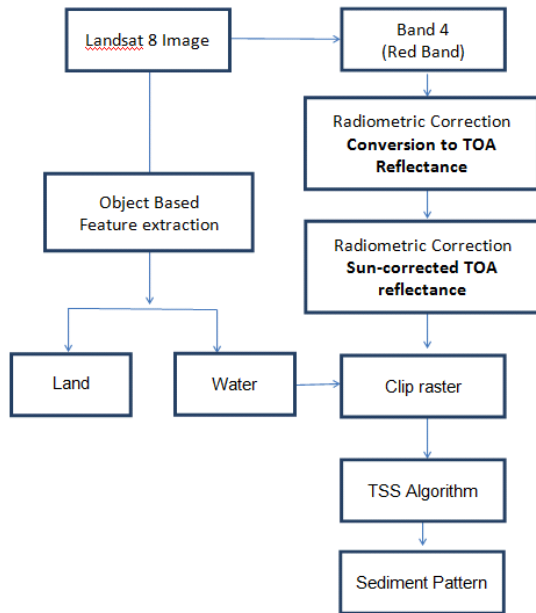 Landsat 8 Image
Band 4
(Red Band)
Radiometric Correction
Conversion to TOA
Reflectance
Object Based
Feature extraction
Radiometric Correction
Sun-corrected TOA
reflectance
Land
Water
Clip raster
TSS Algorithm
Sediment Pattern